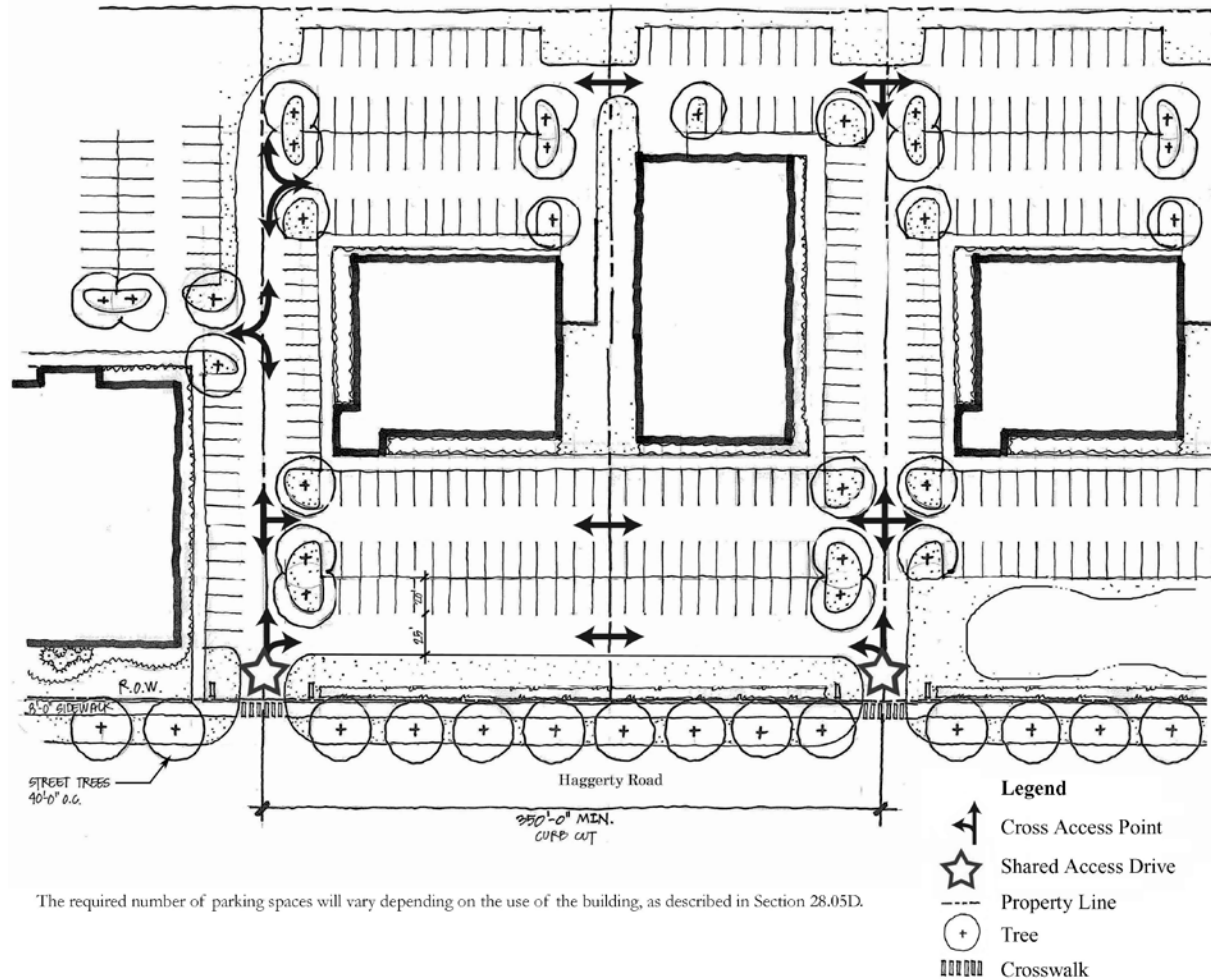 20'
25'
R.O.W.
8'-0" SIDEWALK
STREET TREES
40'-0" O.C.
Haggerty Road
350'-0" MIN.
CURB CUT
Legend
Cross Access Point
Shared Access Drive
Property Line
Tree
Crosswalk
The required number of parking spaces will vary depending on the use of the building, as described in Section 28.05D.